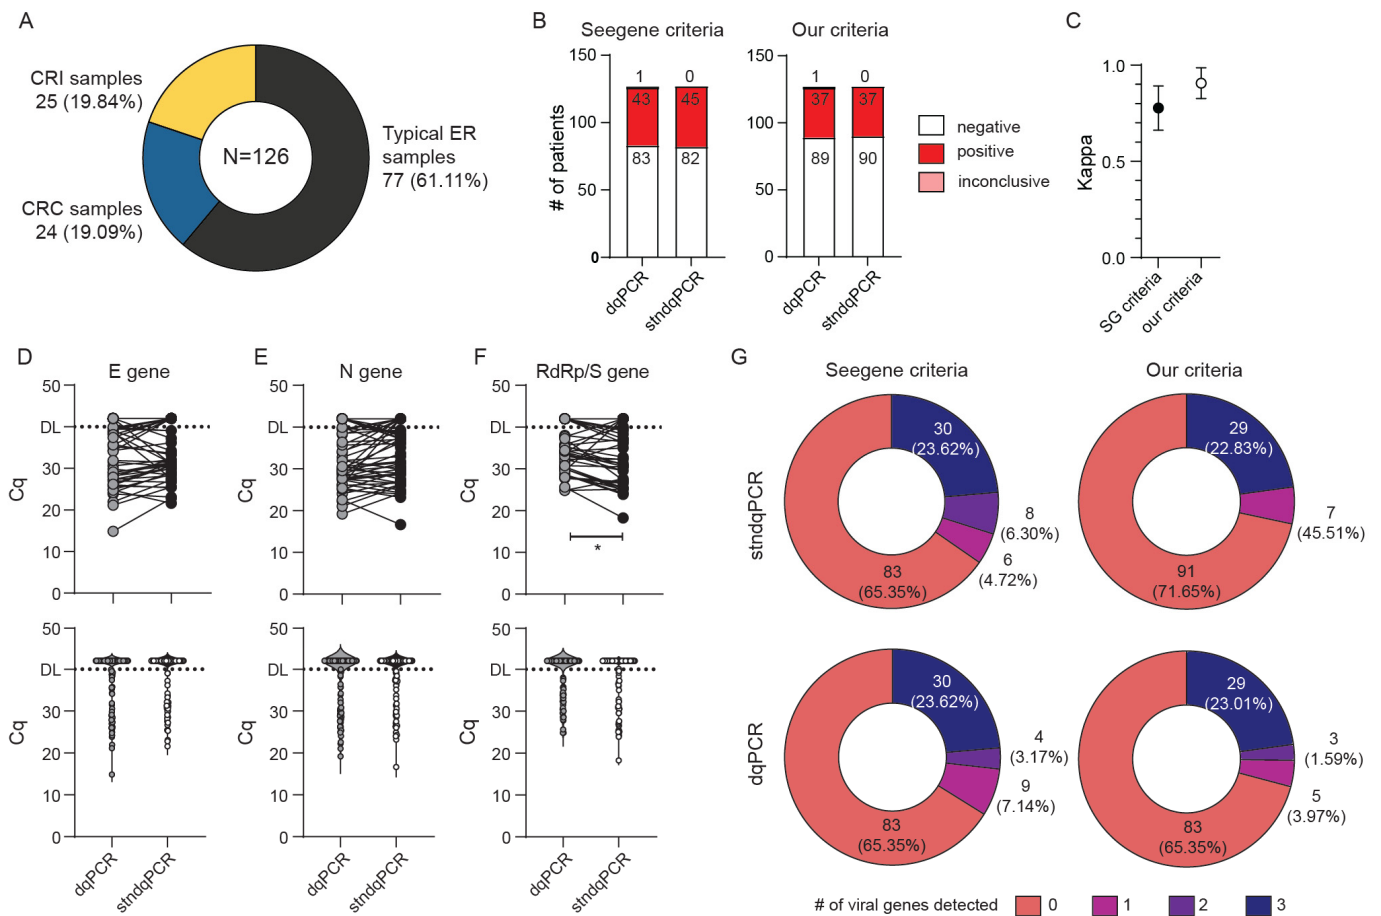 A
CRI samples
25 (19.84%)
CRC samples
24 (19.09%)
N=126
Typical ER
samples
77 (61.11%)
B
Seegene criteria
Our criteria
# of patients
150
100
50
0
1
0
43
45
83
82
dqPCR
stndqPCR
150
100
50
0
1
0
37
37
89
90
dqPCR
stndqPCR
negative
positive
inconclusive
C
Kappa
1.0
0.5
0.0
SG criteria
our criteria
D
E gene
Cq
50
DL
30
20
10
0
E
N gene
Cq
50
DL
30
20
10
0
F
RdRp/S gene
Cq
50
DL
30
20
10
0
*
Cq
50
DL
30
20
10
0
dqPCR
stndqPCR
Cq
50
DL
30
20
10
0
dqPCR
stndqPCR
Cq
50
DL
30
20
10
0
dqPCR
stndqPCR
G
Seegene criteria
Our criteria
stndqPCR
30
(23.62%)
8
(6.30%)
6
(4.72%)
83
(65.35%)
29
(22.83%)
7
(45.51%)
91
(71.65%)
dqPCR
30
(23.62%)
4
(3.17%)
9
(7.14%)
83
(65.35%)
29
(23.01%)
3
(1.59%)
5
(3.97%)
83
(65.35%)
# of viral genes detected
0
1
2
3